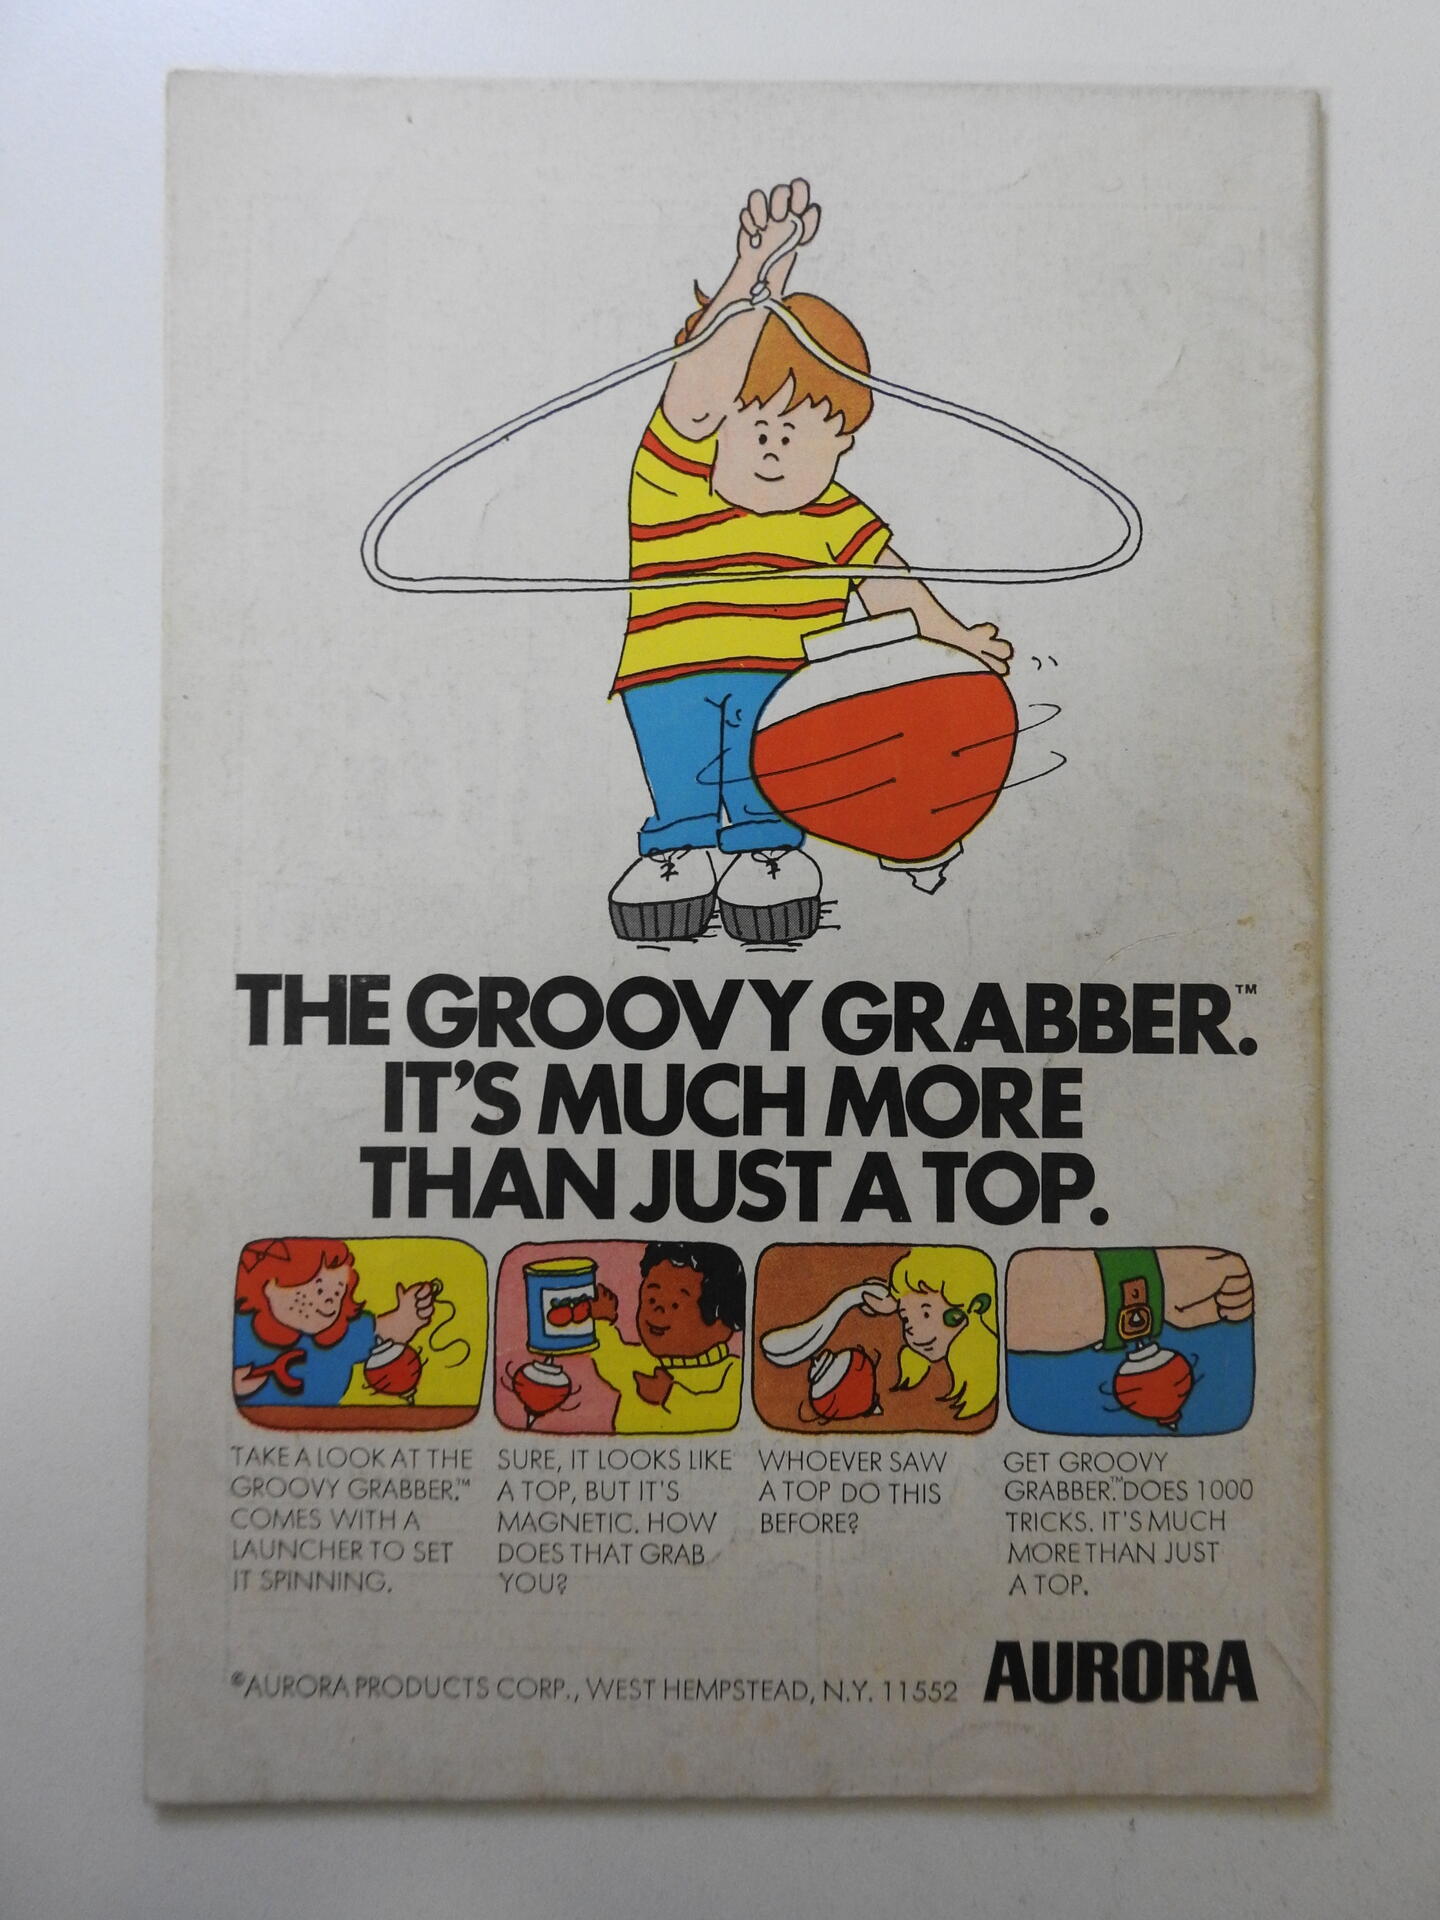 THE GROOVY GRABBER.™
IT'S MUCH MORE
THAN JUST A TOP.
TAKE A LOOK AT THE
GROOVY GRABBER.™
COMES WITH A
LAUNCHER TO SET
IT SPINNING.
SURE, IT LOOKS LIKE
A TOP, BUT IT'S
MAGNETIC. HOW
DOES THAT GRAB
YOU?
WHOEVER SAW
A TOP DO THIS
BEFORE?
GET GROOVY
GRABBER.™ DOES 1000
TRICKS. IT'S MUCH
MORE THAN JUST
A TOP.
©AURORA PRODUCTS CORP., WEST HEMPSTEAD, N.Y. 11552
AURORA